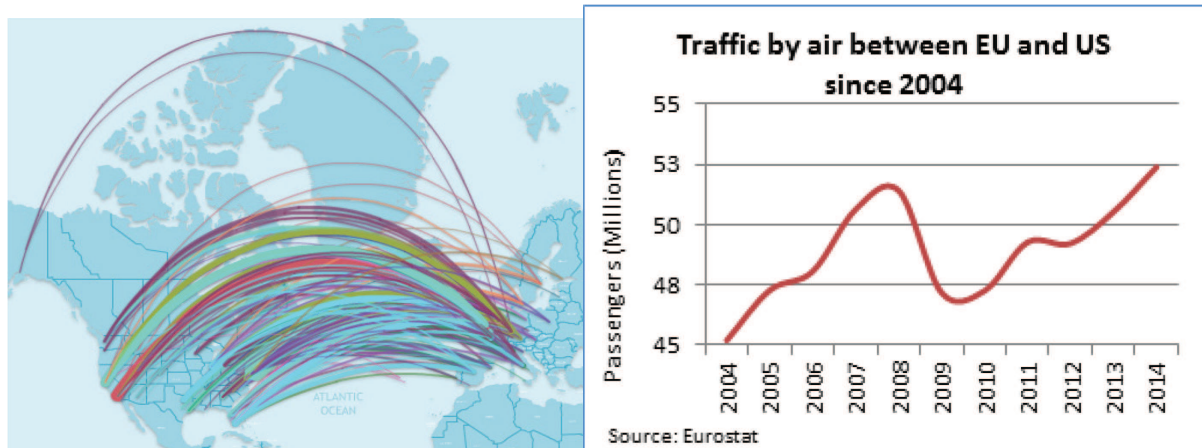 ATLANTIC
OCEAN
Traffic by air between EU and US
since 2004
Passengers (Millions)
55
53
50
48
45
2004
2005
2006
2007
2008
2009
2010
2011
2012
2013
2014
Source: Eurostat